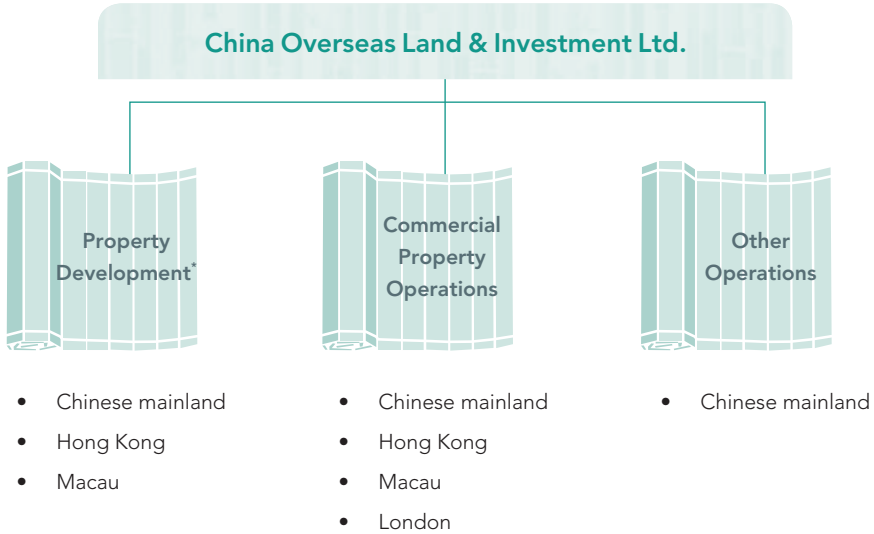 China Overseas Land & Investment Ltd.
Property
Development*
• Chinese mainland
• Hong Kong
• Macau
Commercial
Property
Operations
• Chinese mainland
• Hong Kong
• Macau
• London
Other
Operations
• Chinese mainland